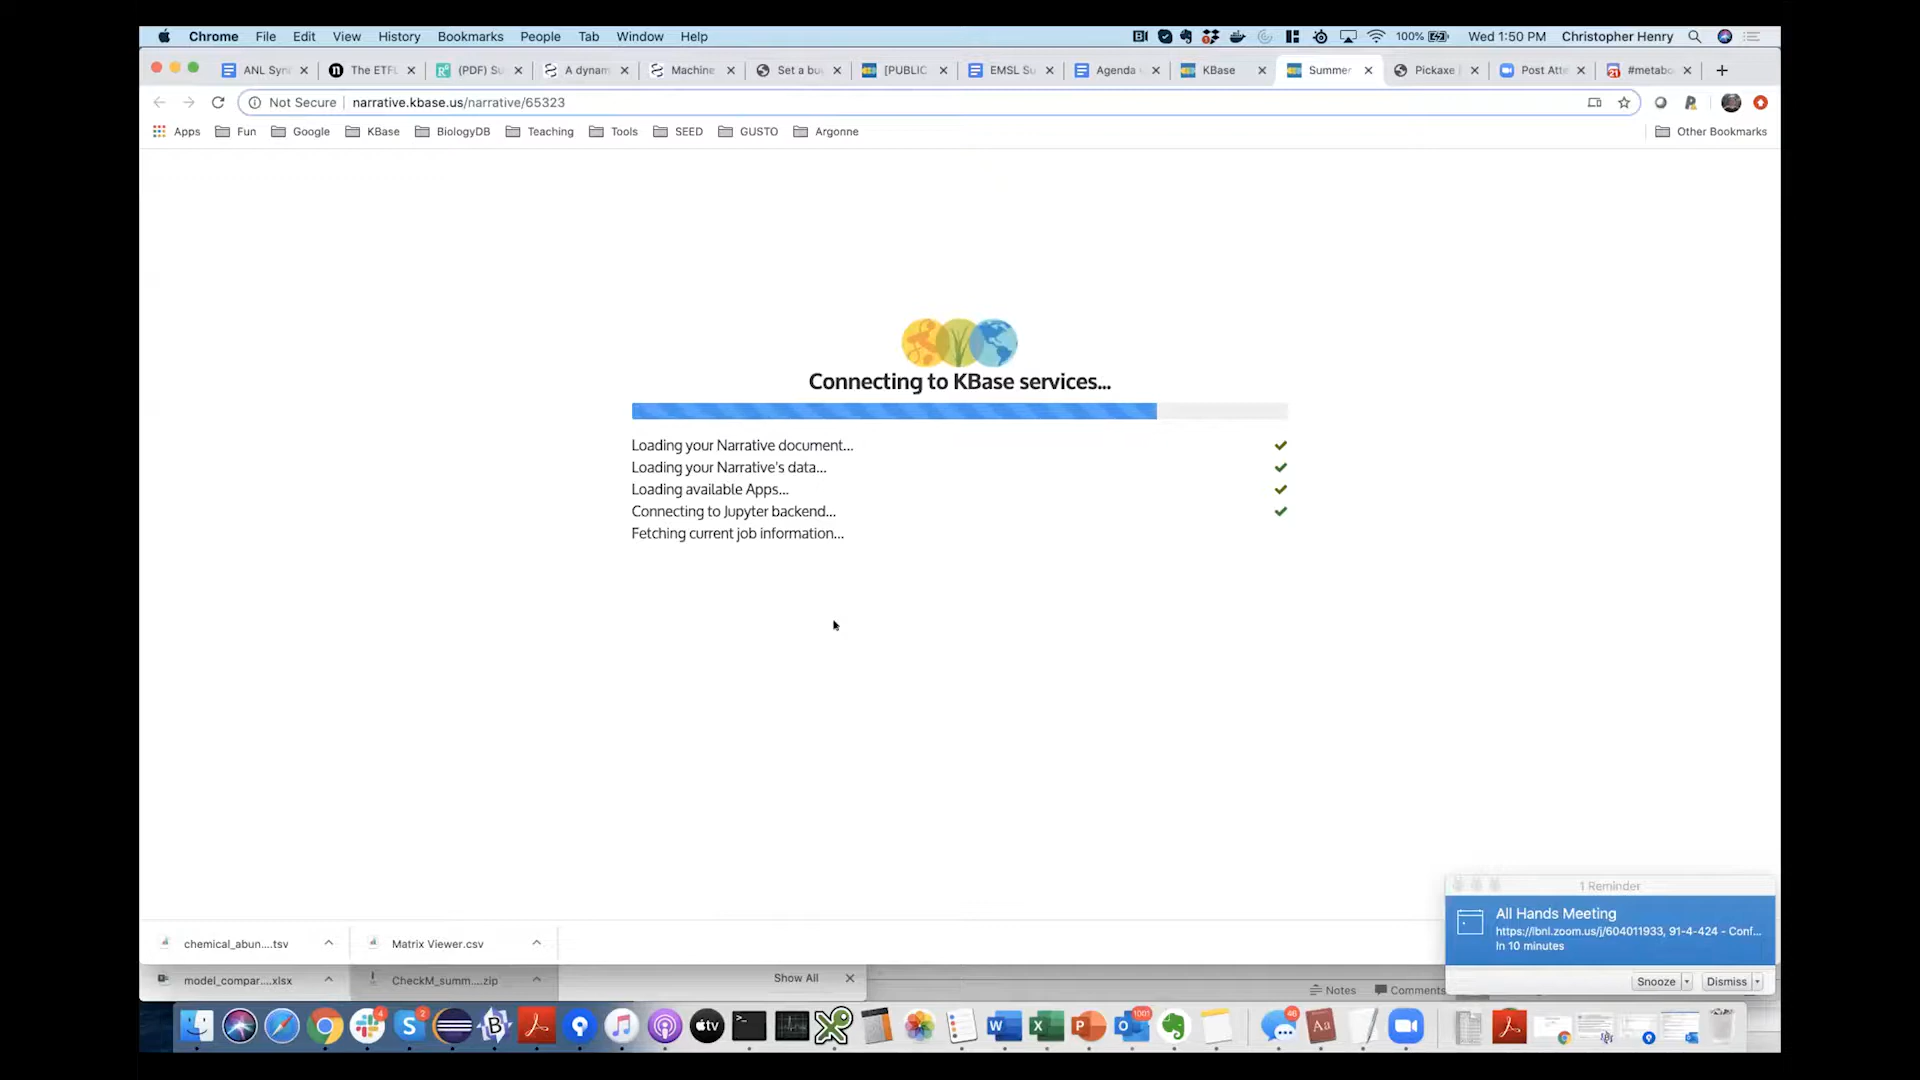 Chrome File Edit View History Bookmarks People Tab Window Help 100% Wed 1:50 PM Christopher Henry
ANL Syn The ETFL (PDF) Su A dynam Machine Set a bu [PUBLIC EMSL Su Agenda KBase Summer Pickaxe Post Atte #metabo
Not Secure narrative.kbase.us/narrative/65323
Apps Fun Google KBase BiologyDB Teaching Tools SEED GUSTO Argonne Other Bookmarks
Connecting to KBase services...
Loading your Narrative document...
Loading your Narrative's data...
Loading available Apps...
Connecting to Jupyter backend...
Fetching current job information...
1 Reminder
All Hands Meeting
https://lbnl.zoom.us/j/604011933, 91-4-424 - Conf...
In 10 minutes
Snooze Dismiss
chemical_abun....tsv Matrix Viewer.csv
model_compar....xlsx CheckM_summ....zip Show All
Notes Comments